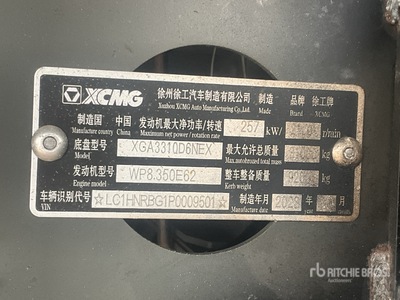 XCMG 徐州徐工汽车制造有限公司 制造 品牌 徐工牌
Xuzhou XCMG Auto Manufacturing Co.,Ltd. Made Brand XCMG
制造国 中国 发动机最大净功率/转速 257 kW/ r/min
Manufacture country China Maximum net power / rotation rate
底盘型号 XGA3310D6NEX 最大允许总质量 kg
Model Max.authorized total mass
发动机型号 WP8.350E62 整车整备质量 kg
Engine model Kerb weight
车辆识别代号 ☆LC1HNRBG1P0009501☆ 制造年月 年 月
VIN Manufacture date
rb ritchie bros.